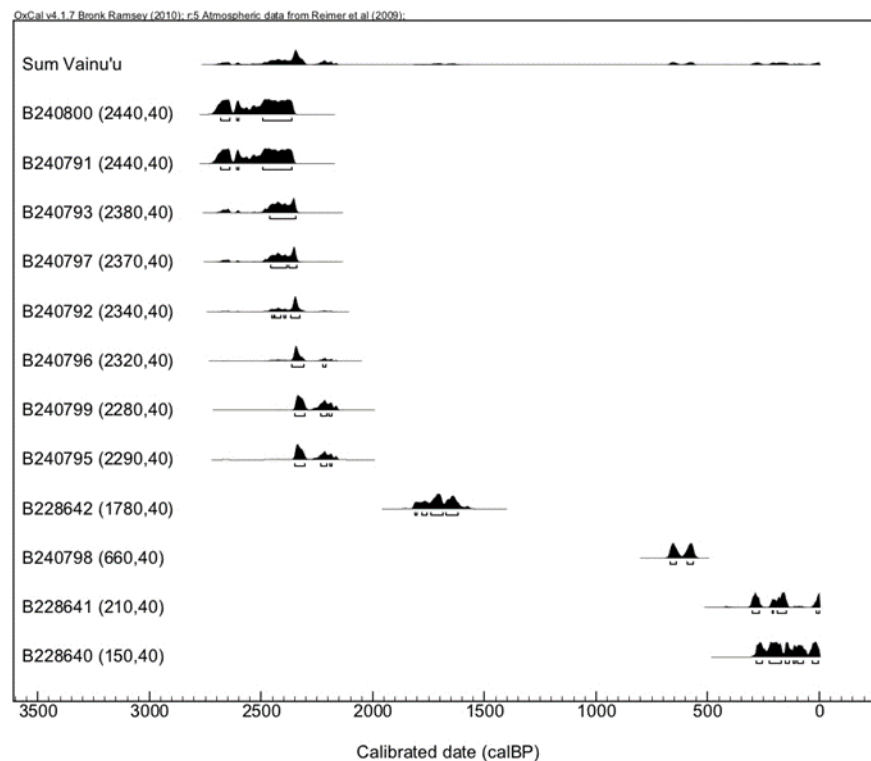 OxCal v4.1.7 Bronk Ramsey (2010); r:5 Atmospheric data from Reimer et al (2009);
Sum Vainu'u
B240800 (2440,40)
B240791 (2440,40)
B240793 (2380,40)
B240797 (2370,40)
B240792 (2340,40)
B240796 (2320,40)
B240799 (2280,40)
B240795 (2290,40)
B228642 (1780,40)
B240798 (660,40)
B228641 (210,40)
B228640 (150,40)
3500 3000 2500 2000 1500 1000 500 0
Calibrated date (calBP)